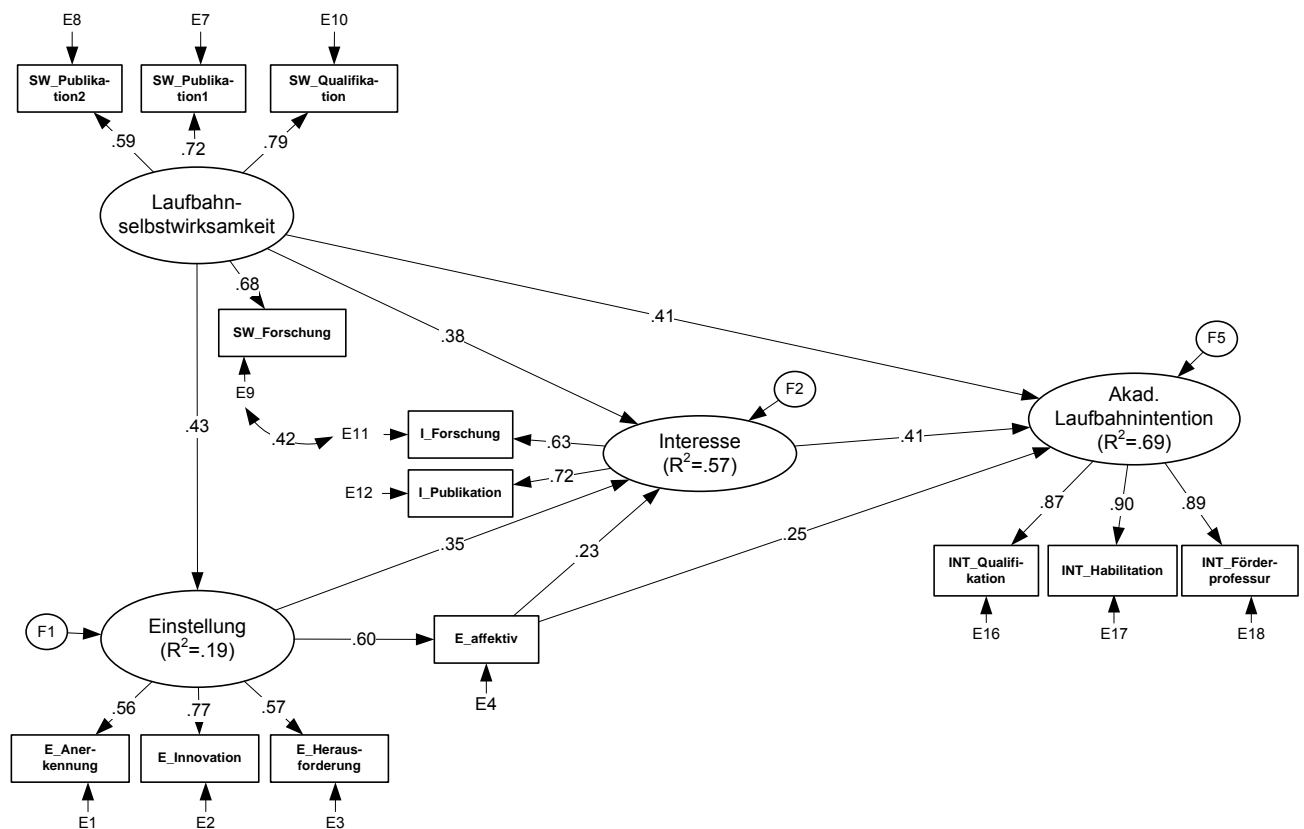 E8
E7
E10
SW_Publika-
tion2
SW_Publika-
tion1
SW_Qualifika-
tion
.59
.72
.79
Laufbahn-
selbstwirksamkeit
.68
SW_Forschung
E9
.42
.43
.38
.41
F2
F5
E11
I_Forschung
.63
E12
I_Publikation
.72
Interesse
(R²=.57)
.41
Akad.
Laufbahnintention
(R²=.69)
.87
.90
.89
INT_Qualifi-
kation
INT_Habilitation
INT_Förder-
professur
E16
E17
E18
.35
.23
.25
F1
Einstellung
(R²=.19)
.60
E_affektiv
E4
.56
.77
.57
E_Aner-
kennung
E_Innovation
E_Heraus-
forderung
E1
E2
E3